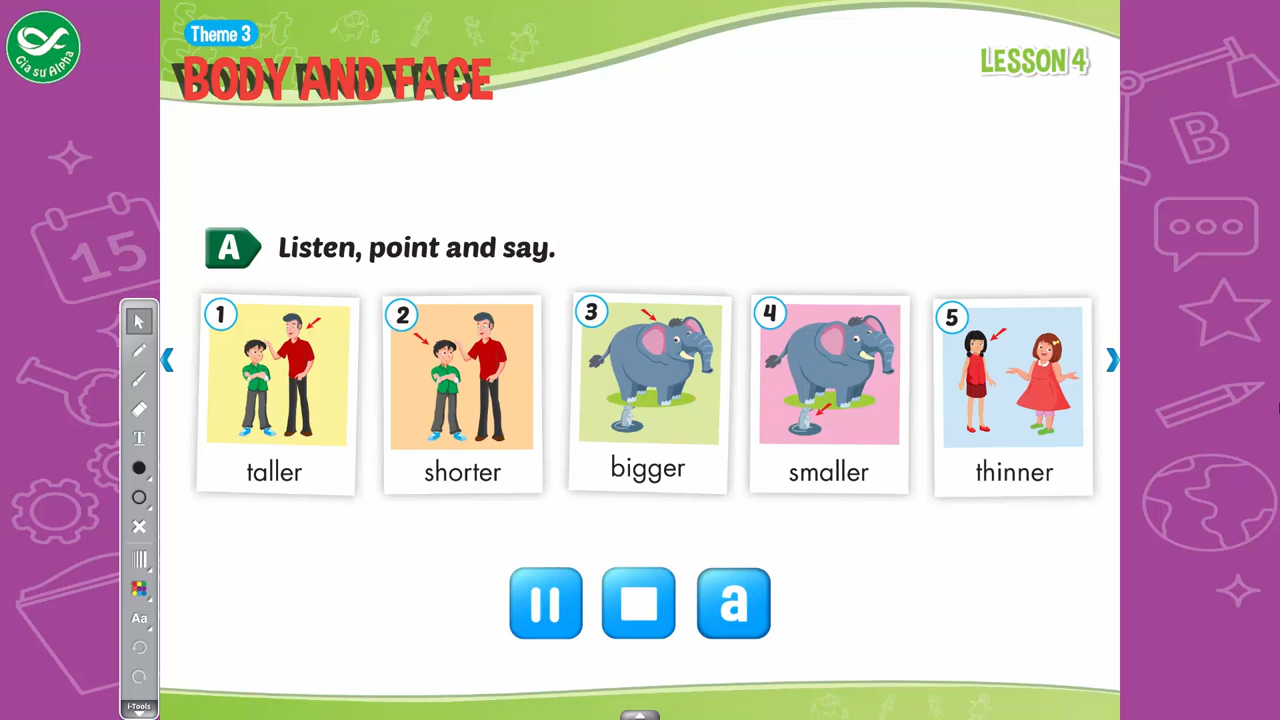 Gia sư Alpha
Theme 3
BODY AND FACE
LESSON 4
A Listen, point and say.
1
2
3
4
5
taller
shorter
bigger
smaller
thinner
a
T
Aa
i-Tools
15
B